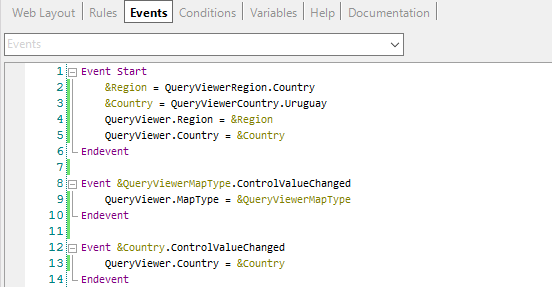 Web Layout | Rules | Events | Conditions | Variables | Help | Documentation |
Events
1 Event Start
2 &Region = QueryViewerRegion.Country
3 &Country = QueryViewerCountry.Uruguay
4 QueryViewer.Region = &Region
5 QueryViewer.Country = &Country
6 Endevent
7
8 Event &QueryViewerMapType.ControlValueChanged
9 QueryViewer.MapType = &QueryViewerMapType
10 Endevent
11
12 Event &Country.ControlValueChanged
13 QueryViewer.Country = &Country
14 Endevent